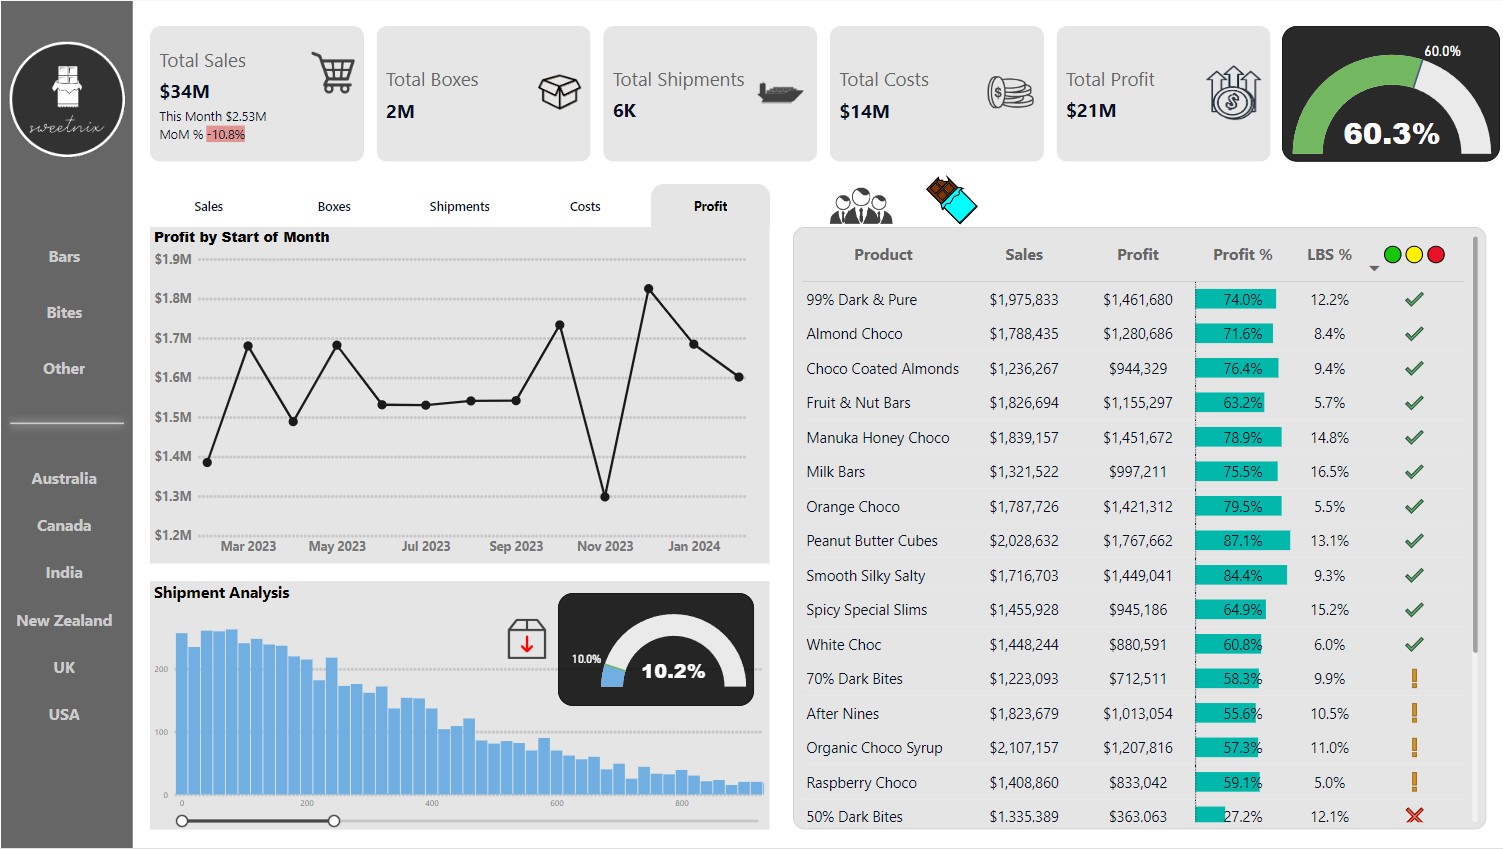 sweetnix
Bars
Bites
Other
Australia
Canada
India
New Zealand
UK
USA
Total Sales
$34M
This Month $2.53M
MoM % -10.8%
Total Boxes
2M
Total Shipments
6K
Total Costs
$14M
Total Profit
$21M
60.0%
60.3%
Sales Boxes Shipments Costs Profit
Profit by Start of Month
$1.9M
$1.8M
$1.7M
$1.6M
$1.5M
$1.4M
$1.3M
$1.2M
Mar 2023 May 2023 Jul 2023 Sep 2023 Nov 2023 Jan 2024
Shipment Analysis
10.0%
10.2%
200
100
0
0 200 400 600 800
Product Sales Profit Profit % LBS %
99% Dark & Pure $1,975,833 $1,461,680 74.0% 12.2%
Almond Choco $1,788,435 $1,280,686 71.6% 8.4%
Choco Coated Almonds $1,236,267 $944,329 76.4% 9.4%
Fruit & Nut Bars $1,826,694 $1,155,297 63.2% 5.7%
Manuka Honey Choco $1,839,157 $1,451,672 78.9% 14.8%
Milk Bars $1,321,522 $997,211 75.5% 16.5%
Orange Choco $1,787,726 $1,421,312 79.5% 5.5%
Peanut Butter Cubes $2,028,632 $1,767,662 87.1% 13.1%
Smooth Silky Salty $1,716,703 $1,449,041 84.4% 9.3%
Spicy Special Slims $1,455,928 $945,186 64.9% 15.2%
White Choc $1,448,244 $880,591 60.8% 6.0%
70% Dark Bites $1,223,093 $712,511 58.3% 9.9%
After Nines $1,823,679 $1,013,054 55.6% 10.5%
Organic Choco Syrup $2,107,157 $1,207,816 57.3% 11.0%
Raspberry Choco $1,408,860 $833,042 59.1% 5.0%
50% Dark Bites $1,335,389 $363,063 27.2% 12.1%